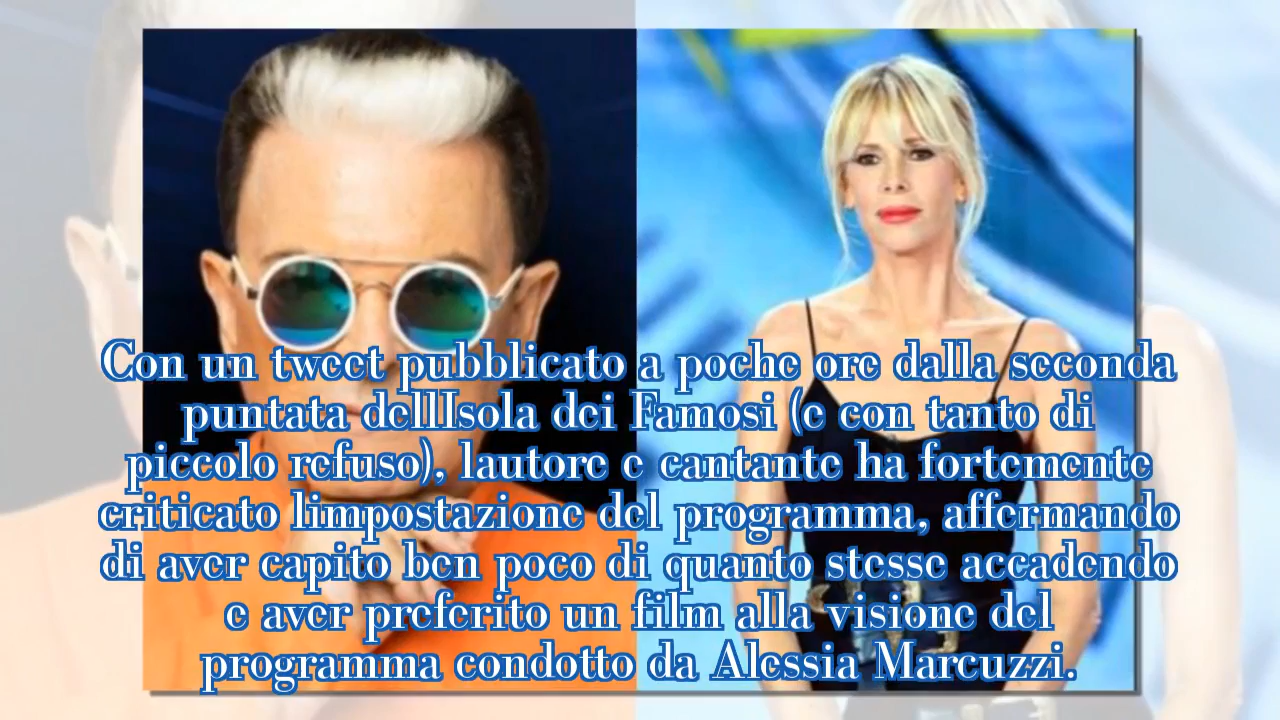 Con un tweet pubblicato a poche ore dalla seconda
puntata dellIsola dei Famosi (e con tanto di
piccolo refuso), lautore e cantante ha fortemente
criticato limpostazione del programma, affermando
di aver capito ben poco di quanto stesse accadendo
e aver preferito un film alla visione del
programma condotto da Alessia Marcuzzi.